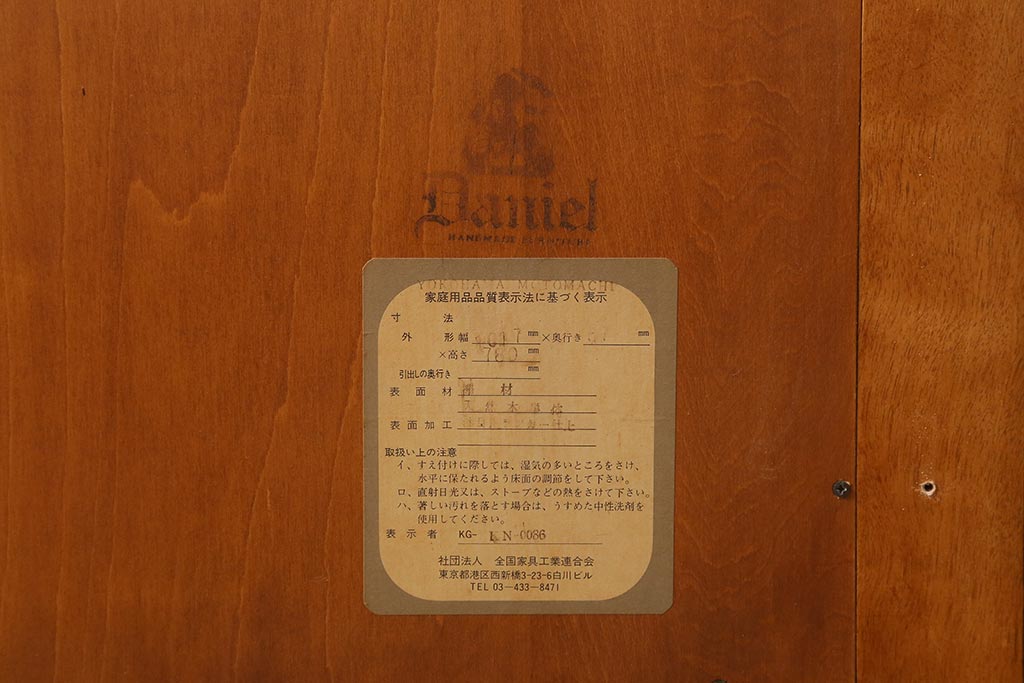 Daniel
HANDMADE FURNITURE
YOKOHAMA MOTOMACHI
家庭用品品質表示法に基づく表示
寸法
外形幅 mm×奥行き mm
×高さ 780 mm
引出しの奥行き mm
表面材 材
表面加工
取扱い上の注意
イ、すえ付けに際しては、湿気の多いところをさけ、
水平に保たれるよう床面の調節をして下さい。
ロ、直射日光又は、ストーブなどの熱をさけて下さい。
ハ、著しい汚れを落とす場合は、うすめた中性洗剤を
使用してください。
表示者 KG- KN-0086
社団法人 全国家具工業連合会
東京都港区西新橋3-23-6白川ビル
TEL 03-433-8471